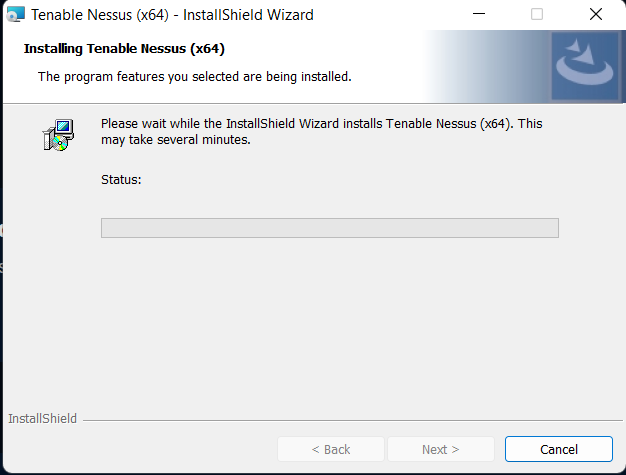 Tenable Nessus (x64) - InstallShield Wizard
Installing Tenable Nessus (x64)
The program features you selected are being installed.
Please wait while the InstallShield Wizard installs Tenable Nessus (x64). This
may take several minutes.
Status:
InstallShield
< Back
Next >
Cancel